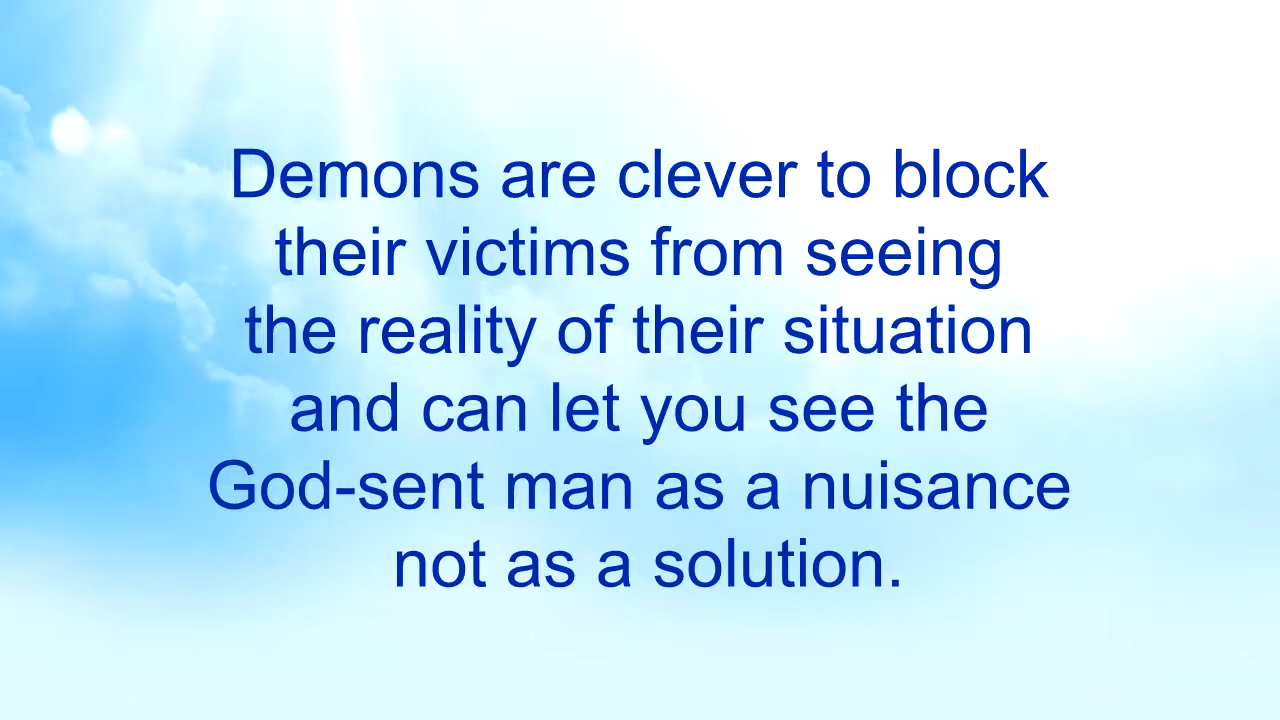 Demons are clever to block
their victims from seeing
the reality of their situation
and can let you see the
God-sent man as a nuisance
not as a solution.